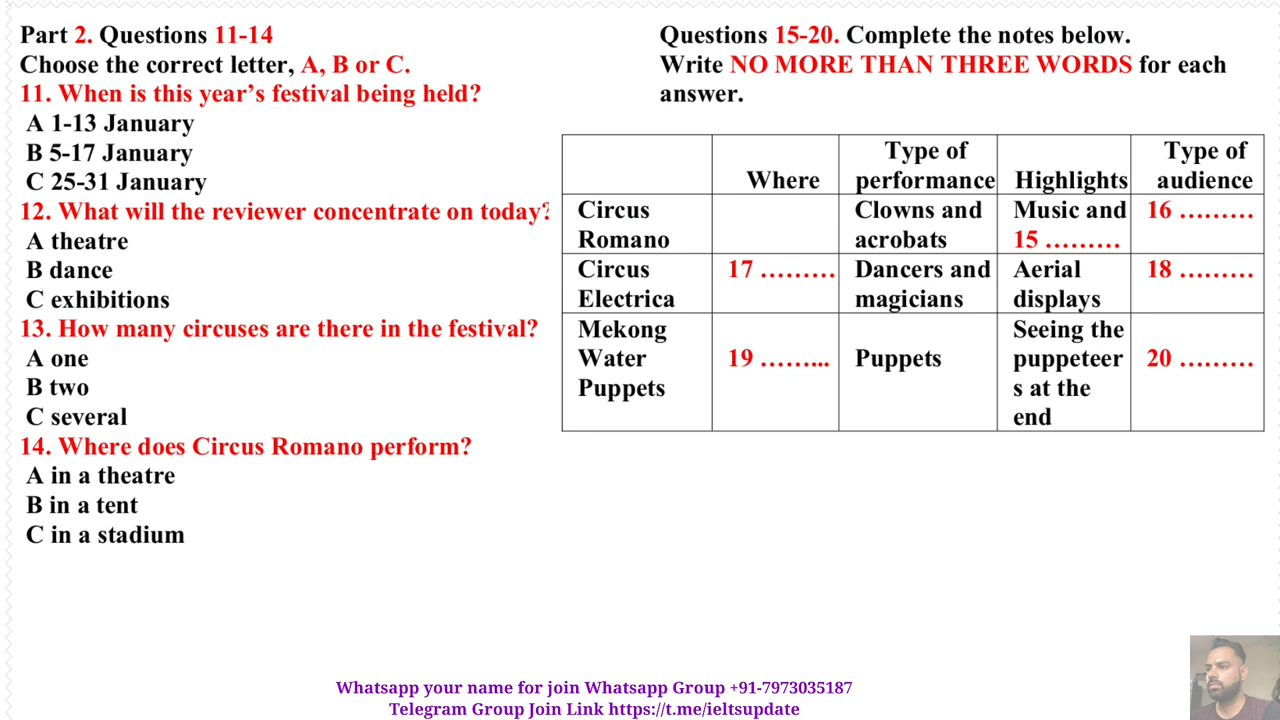 Part 2. Questions 11-14
Choose the correct letter, A, B or C.
11. When is this year's festival being held?
A 1-13 January
B 5-17 January
C 25-31 January
12. What will the reviewer concentrate on today?
A theatre
B dance
C exhibitions
13. How many circuses are there in the festival?
A one
B two
C several
14. Where does Circus Romano perform?
A in a theatre
B in a tent
C in a stadium
Questions 15-20. Complete the notes below.
Write NO MORE THAN THREE WORDS for each
answer.
Where
Type of
performance
Highlights
Type of
audience
Circus
Romano
Clowns and
acrobats
Music and
15 ………
16 ………
Circus
Electrica
17 ………
Dancers and
magicians
Aerial
displays
18 ………
Mekong
Water
Puppets
19 ……...
Puppets
Seeing the
puppeteer
s at the
end
20 ………
Whatsapp your name for join Whatsapp Group +91-7973035187
Telegram Group Join Link https://t.me/ieltsupdate